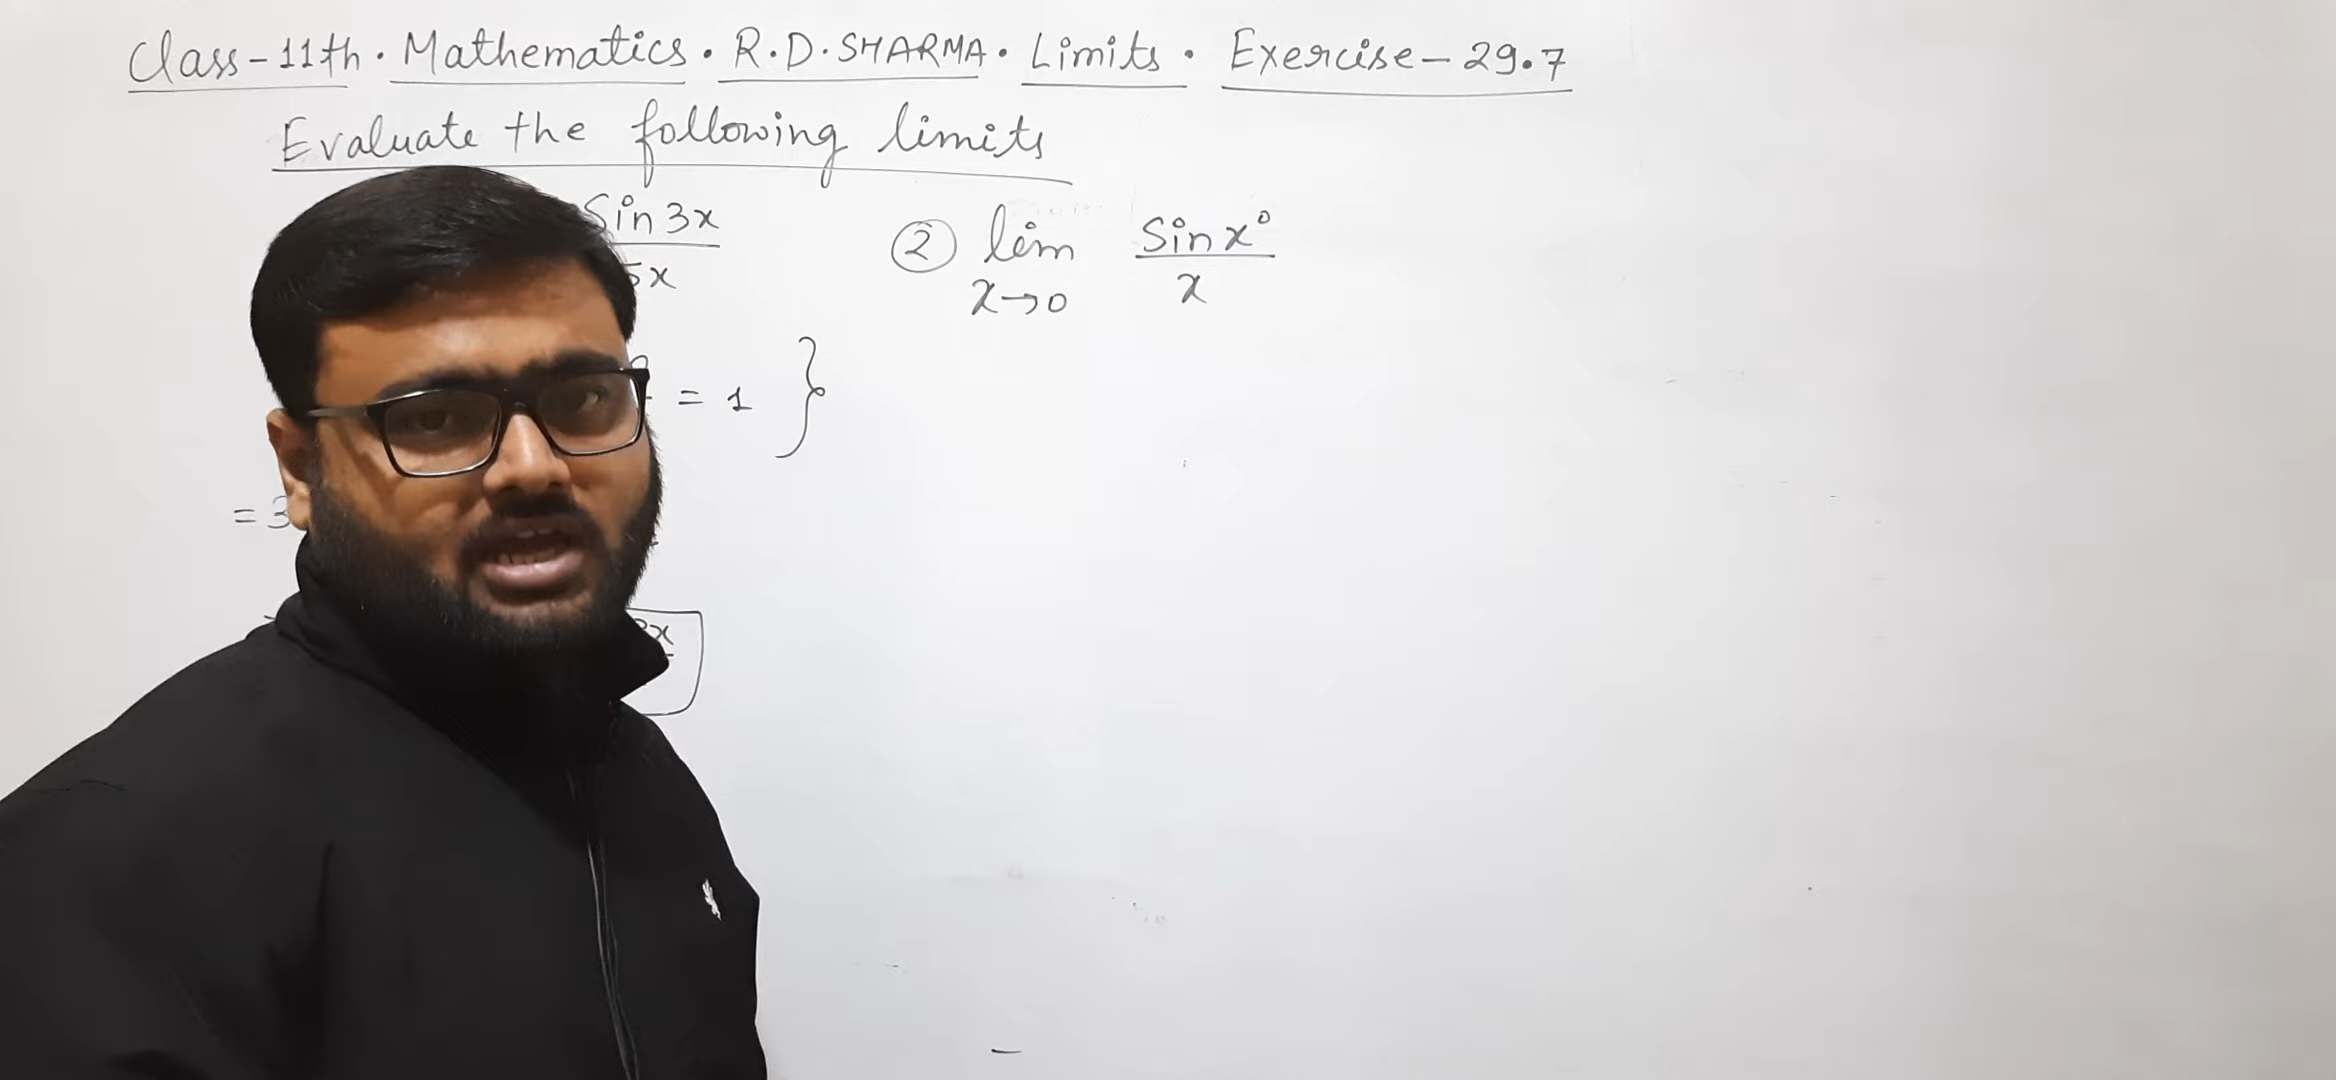 Class-11th · Mathematics · R.D. SHARMA · Limits · Exercise-29.7
Evaluate the following limits
Sin 3x
5x
② lim Sin x°
x→0 x
= 1 }
= 3
x